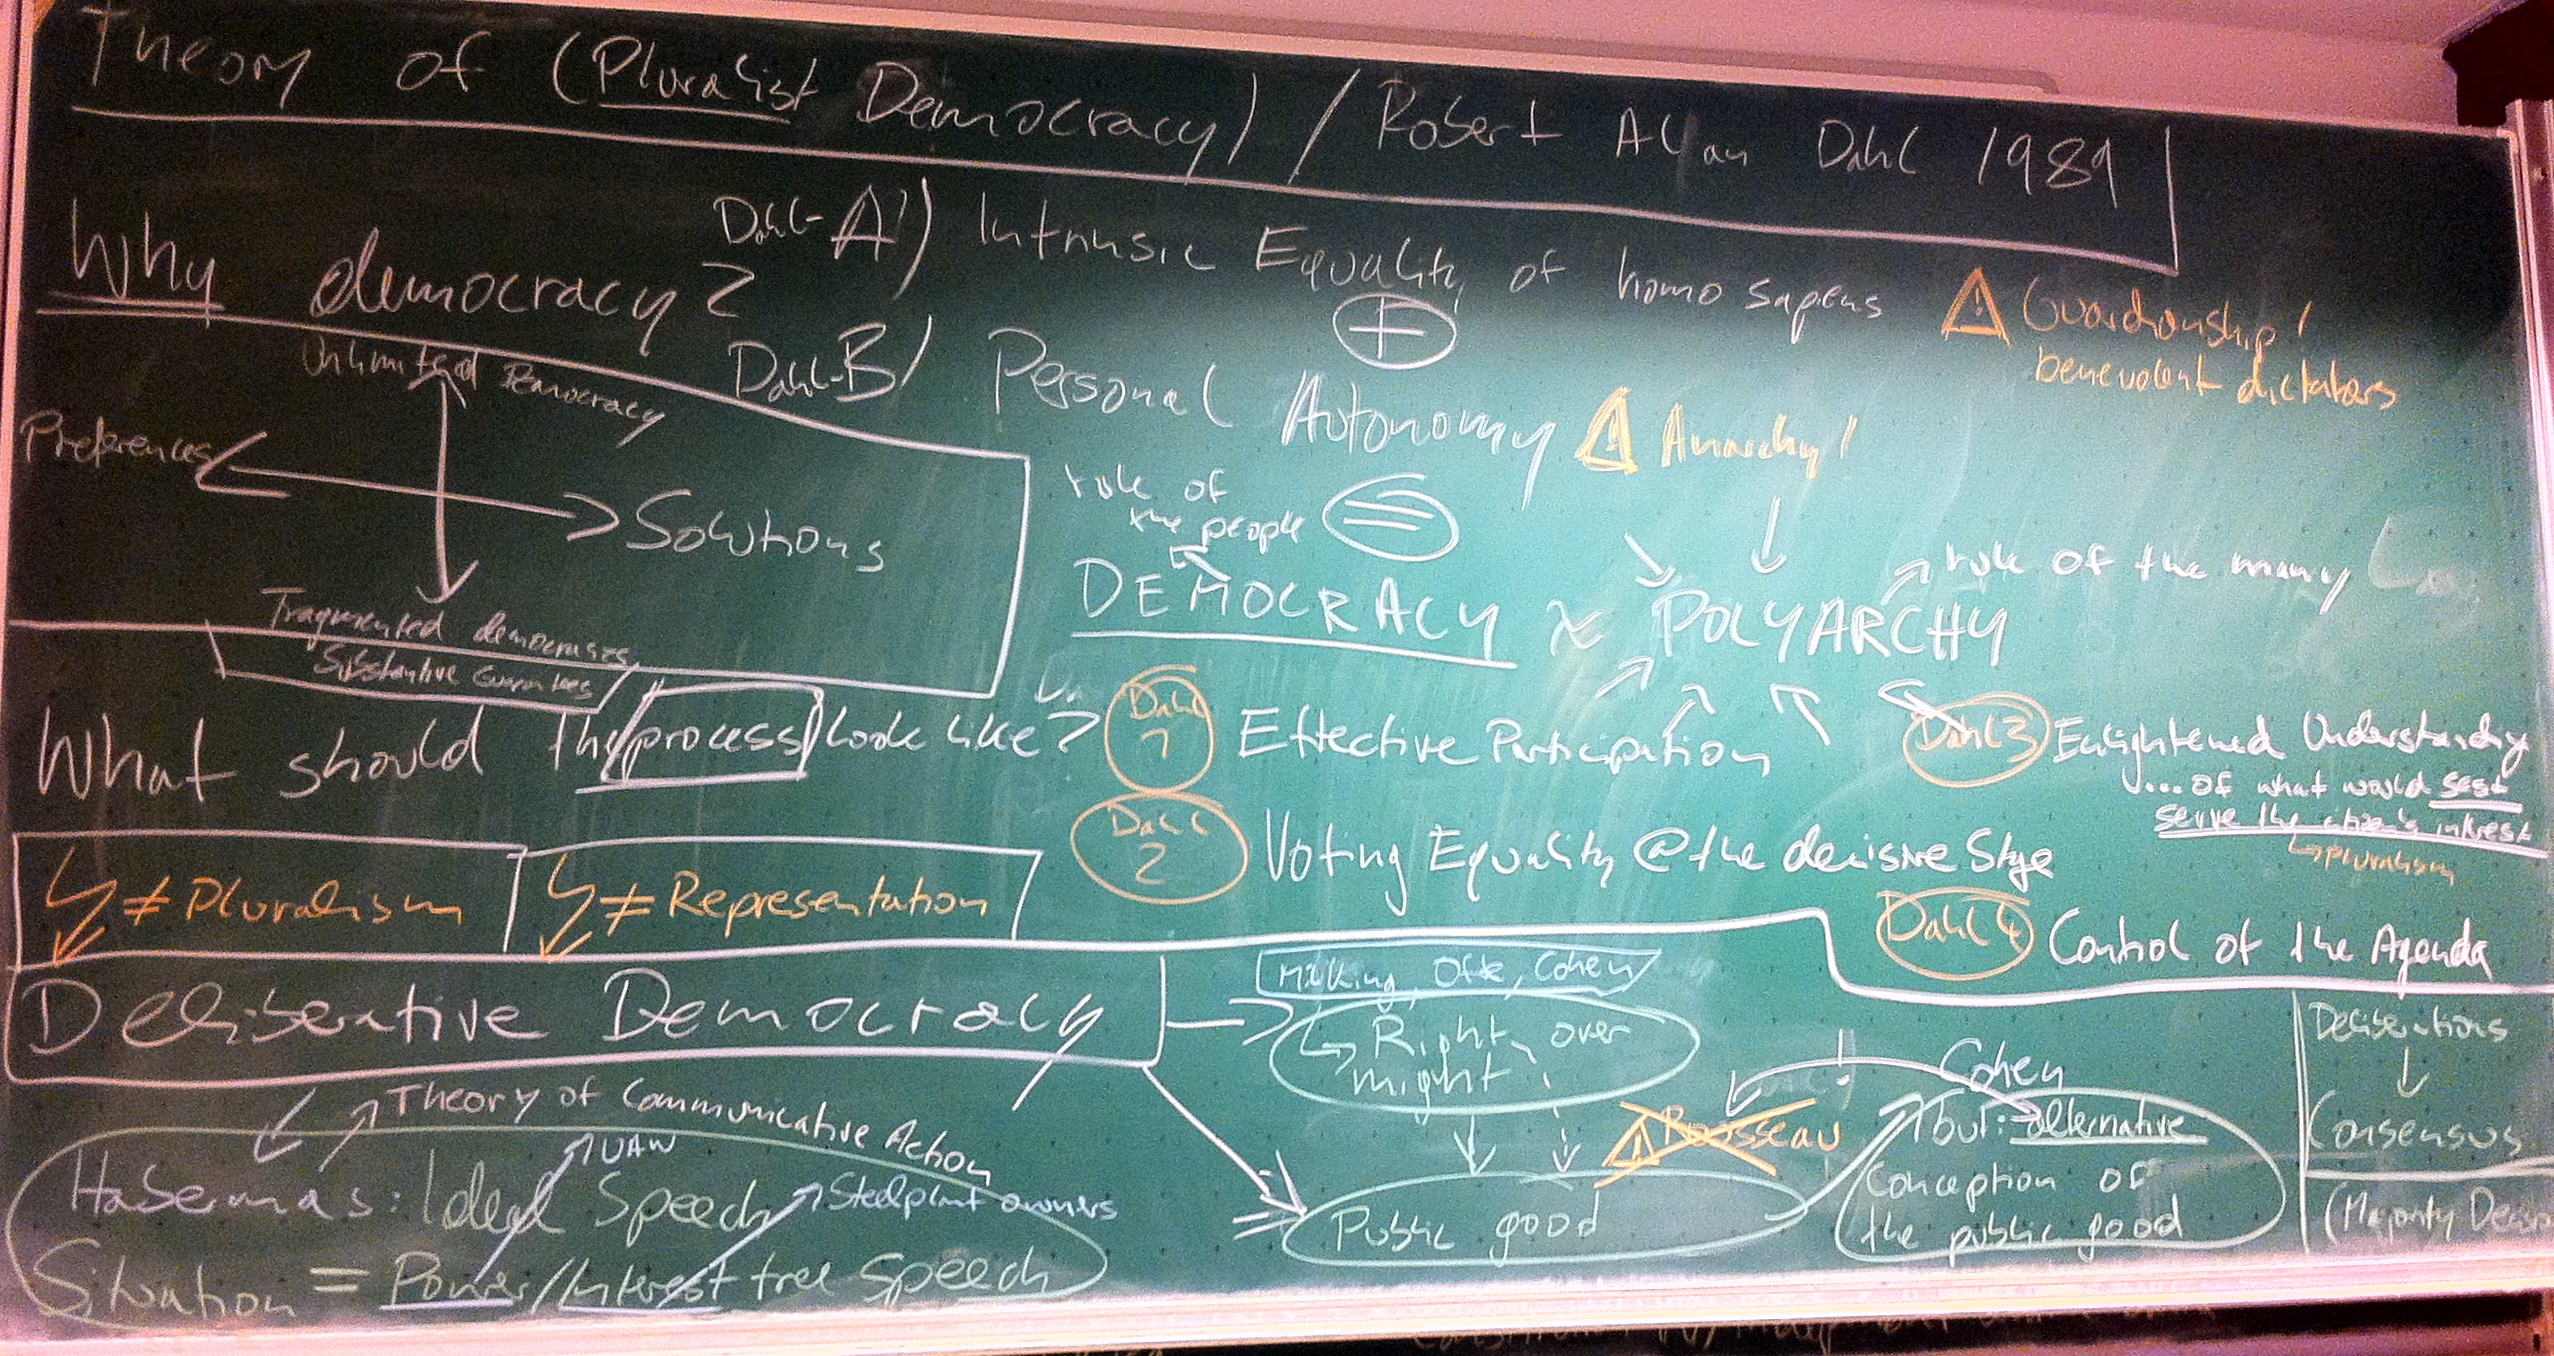 Theory of (Pluralist Democracy) / Robert Alan Dahl 1989
Why democracy?
Dahl-A) Intrinsic Equality of homo sapiens
⚠ Guardianship!
benevolent dictators
+
Dahl-B) Personal Autonomy
⚠ Anarchy!
Unlimited Democracy
Preferences
Solutions
Fragmented democracies
Substantive Guarantees
rule of
the people
=
DEMOCRACY ≈ POLYARCHY
rule of the many
What should the process look like?
Dahl 1 Effective Participation
Dahl 2 Voting Equality @ the decisive Stage
Dahl 3 Enlightened Understanding
... of what would best
serve the citizen's interest
↳ pluralism
Dahl 4 Control of the Agenda
≠ Pluralism
≠ Representation
Deliberative Democracy
Offe, Cohen
↳ Right over
might
⚠ Rousseau
Public good
Cohen
but: alternative
Conception of
the public good
Deliberations
↓
Consensus
(Majority
Theory of Communicative Action
UAW
Habermas: Ideal Speech
Steelplant owners
Situation = Power/Interest free Speech